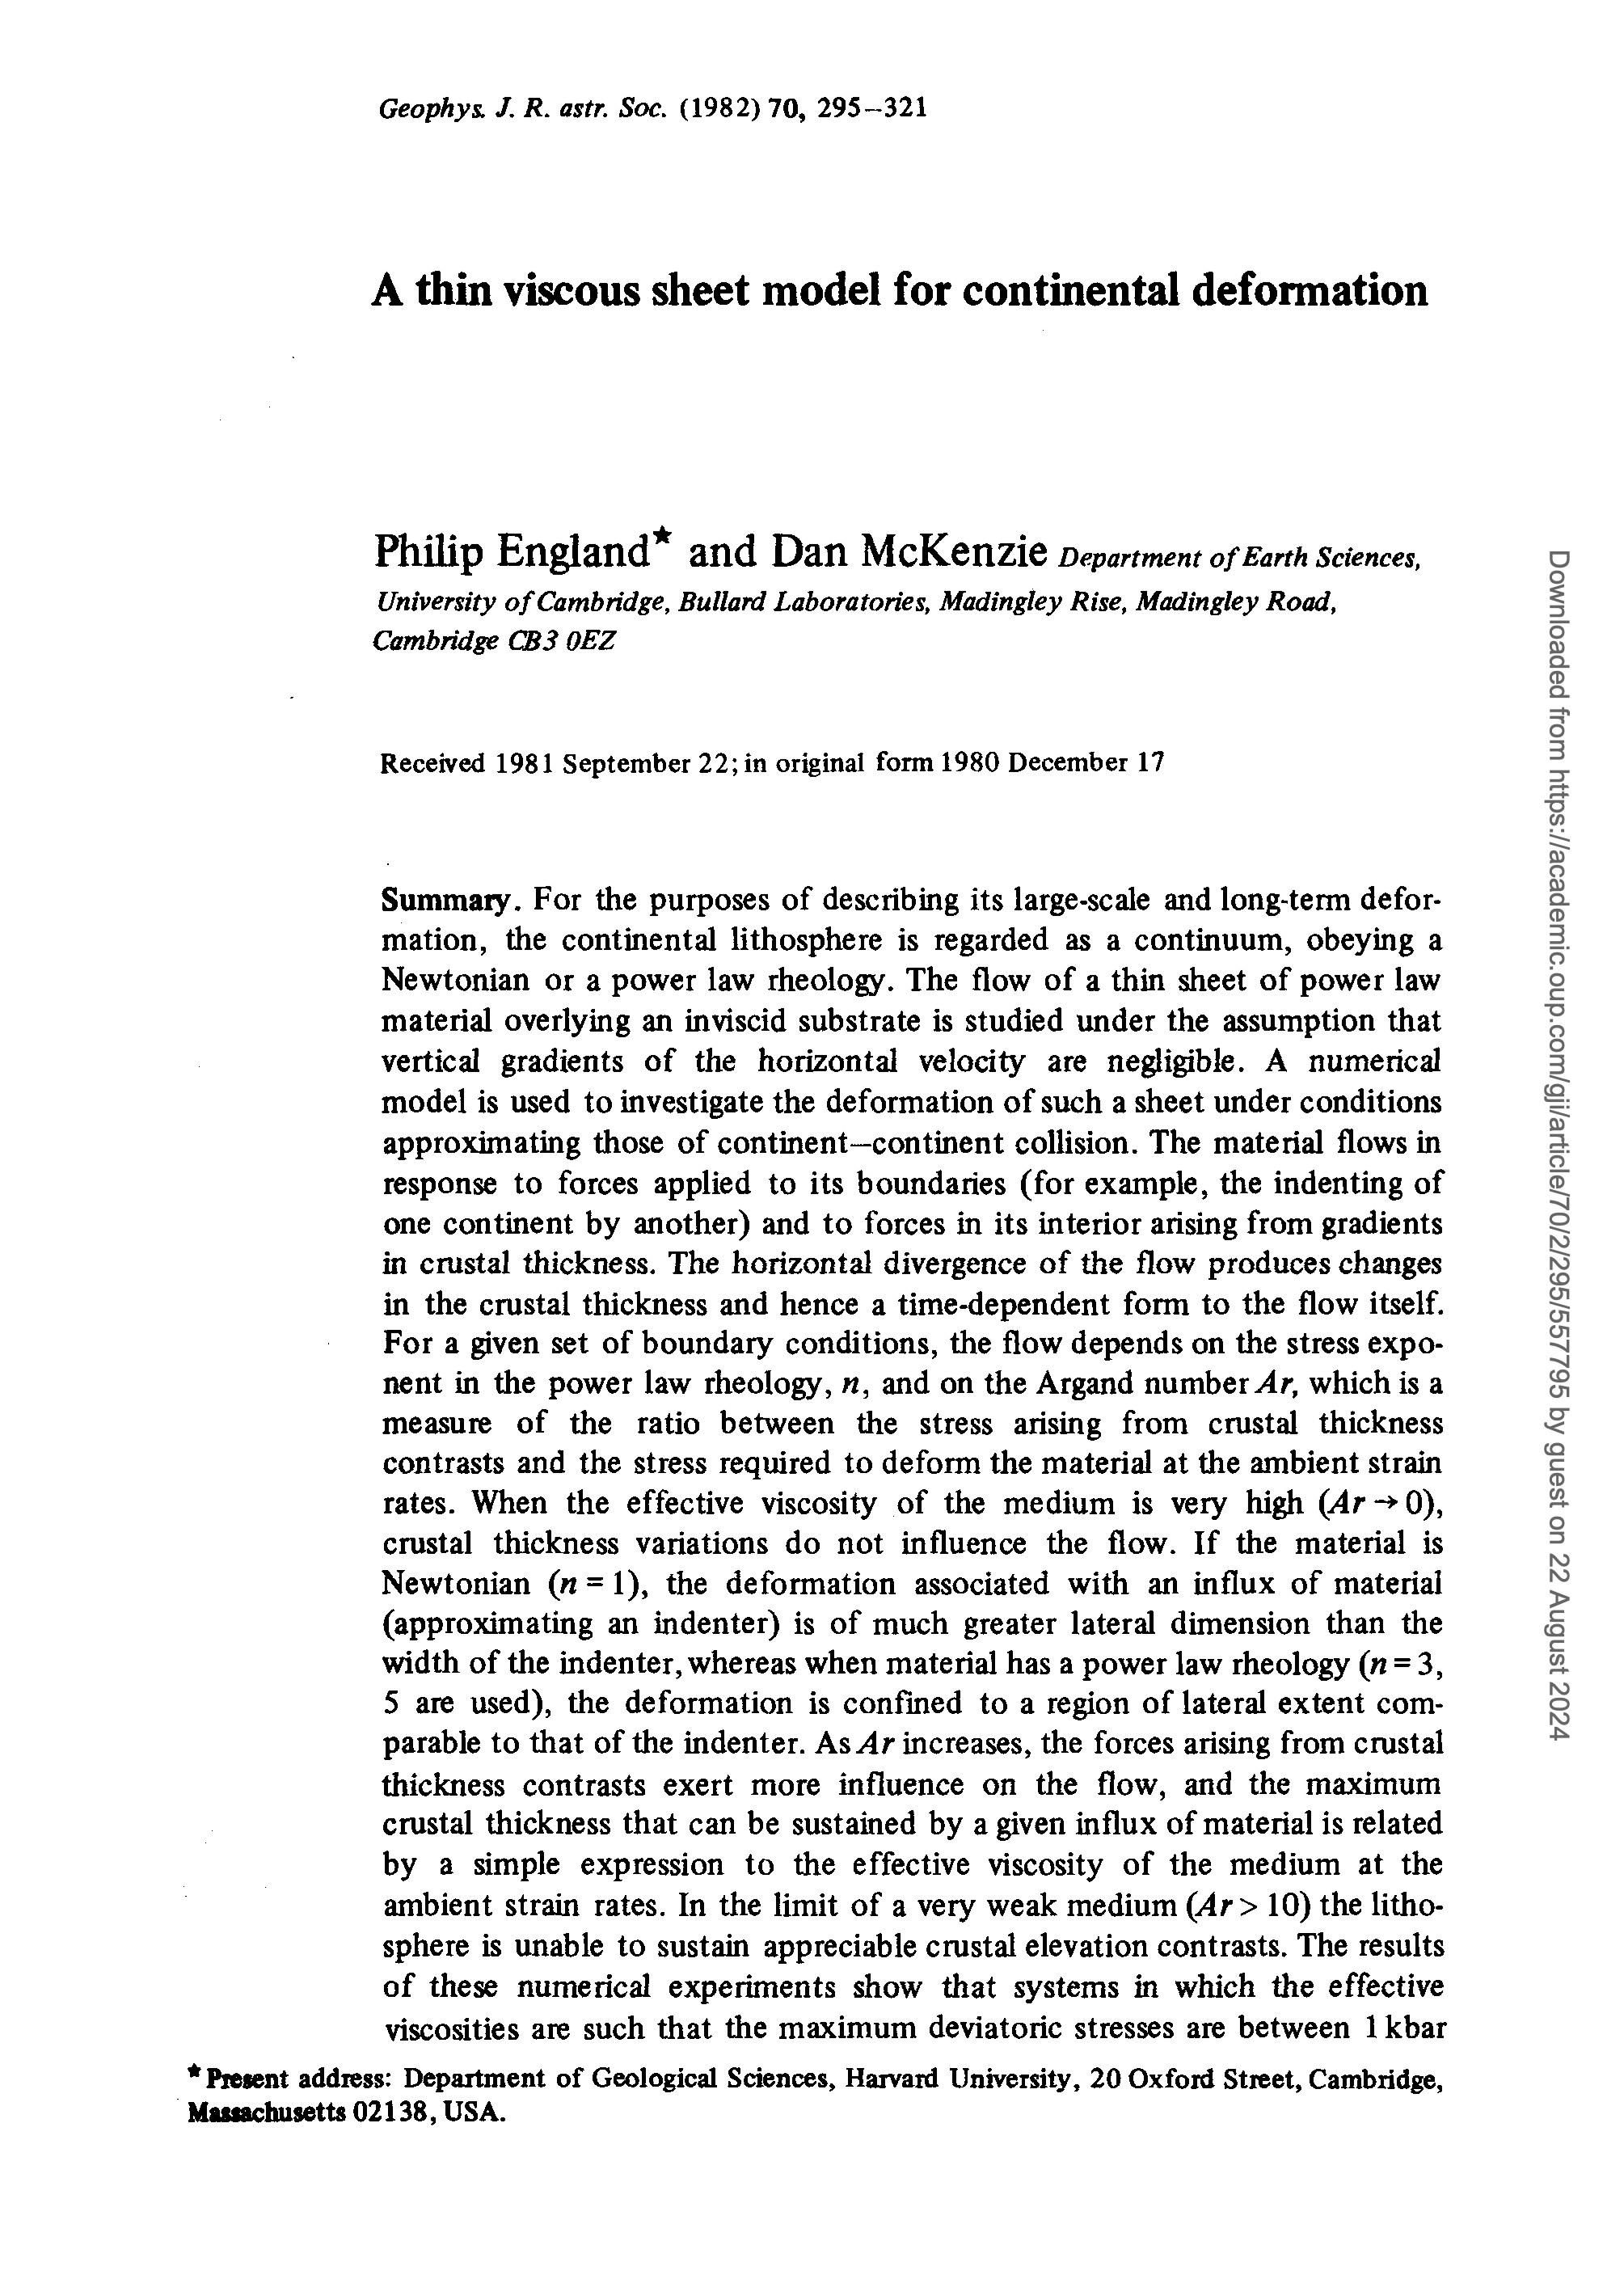 Geophys. J. R. astr. Soc. (1982) 70, 295–321
A thin viscous sheet model for continental deformation
Philip England* and Dan McKenzie Department of Earth Sciences,
University of Cambridge, Bullard Laboratories, Madingley Rise, Madingley Road,
Cambridge CB3 0EZ
Received 1981 September 22; in original form 1980 December 17
Summary. For the purposes of describing its large-scale and long-term defor-
mation, the continental lithosphere is regarded as a continuum, obeying a
Newtonian or a power law rheology. The flow of a thin sheet of power law
material overlying an inviscid substrate is studied under the assumption that
vertical gradients of the horizontal velocity are negligible. A numerical
model is used to investigate the deformation of such a sheet under conditions
approximating those of continent–continent collision. The material flows in
response to forces applied to its boundaries (for example, the indenting of
one continent by another) and to forces in its interior arising from gradients
in crustal thickness. The horizontal divergence of the flow produces changes
in the crustal thickness and hence a time-dependent form to the flow itself.
For a given set of boundary conditions, the flow depends on the stress expo-
nent in the power law rheology, n, and on the Argand number Ar, which is a
measure of the ratio between the stress arising from crustal thickness
contrasts and the stress required to deform the material at the ambient strain
rates. When the effective viscosity of the medium is very high (Ar → 0),
crustal thickness variations do not influence the flow. If the material is
Newtonian (n = 1), the deformation associated with an influx of material
(approximating an indenter) is of much greater lateral dimension than the
width of the indenter, whereas when material has a power law rheology (n = 3,
5 are used), the deformation is confined to a region of lateral extent com-
parable to that of the indenter. As Ar increases, the forces arising from crustal
thickness contrasts exert more influence on the flow, and the maximum
crustal thickness that can be sustained by a given influx of material is related
by a simple expression to the effective viscosity of the medium at the
ambient strain rates. In the limit of a very weak medium (Ar > 10) the litho-
sphere is unable to sustain appreciable crustal elevation contrasts. The results
of these numerical experiments show that systems in which the effective
viscosities are such that the maximum deviatoric stresses are between 1 kbar
* Present address: Department of Geological Sciences, Harvard University, 20 Oxford Street, Cambridge,
Massachusetts 02138, USA.
Downloaded from https://academic.oup.com/gji/article/70/2/295/557795 by guest on 22 August 2024